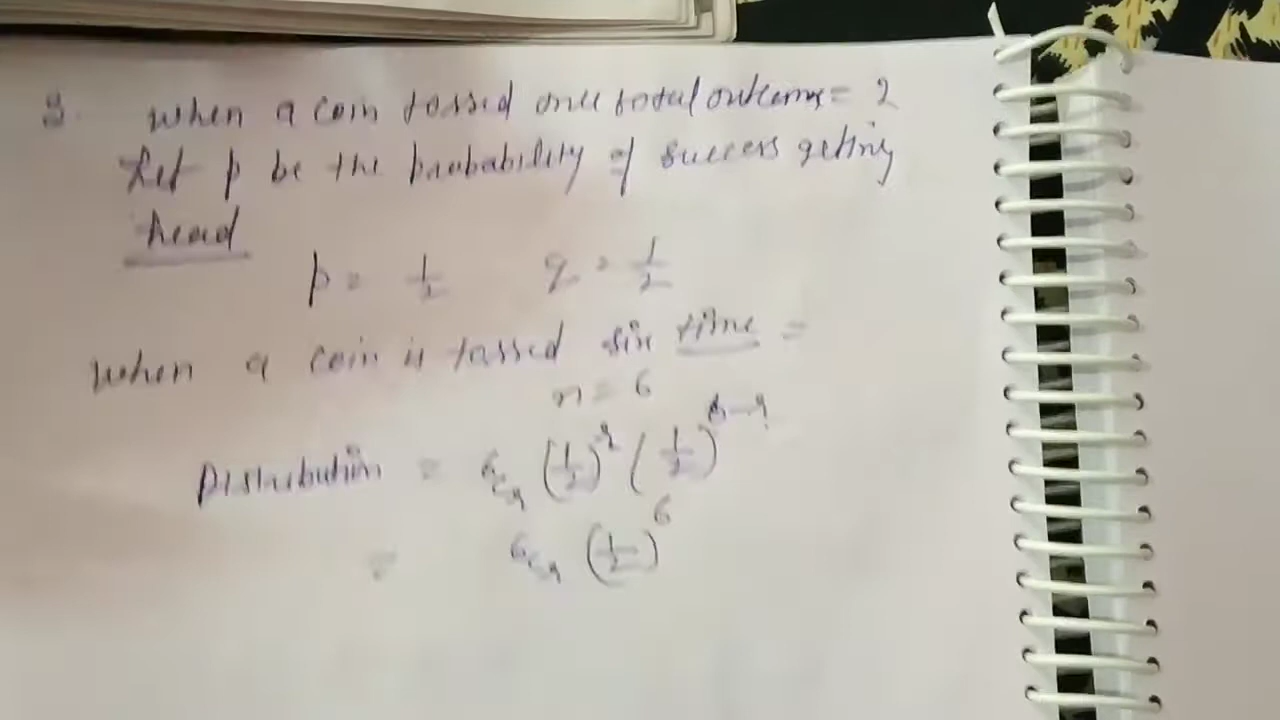 3. when a coin tossed once total outcomes = 2
Let p be the probability of success getting
head
p = 1/2 q = 1/2
when a coin is tossed six time =
n = 6
Distribution = ⁶Cᵣ (1/2)ʳ (1/2)⁶⁻ʳ
= ⁶Cᵣ (1/2)⁶